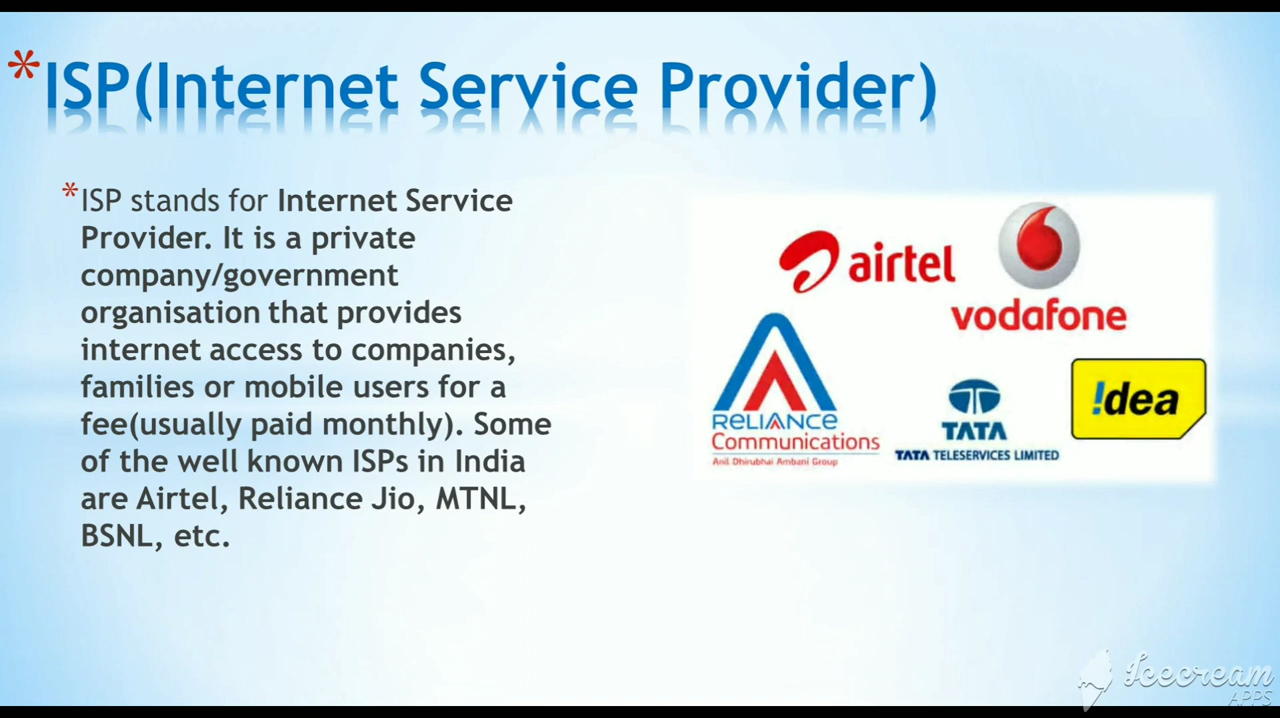 *ISP(Internet Service Provider)
*ISP stands for Internet Service
Provider. It is a private
company/government
organisation that provides
internet access to companies,
families or mobile users for a
fee(usually paid monthly). Some
of the well known ISPs in India
are Airtel, Reliance Jio, MTNL,
BSNL, etc.
airtel
vodafone
RELIANCE
Communications
Anil Dhirubhai Ambani Group
TATA
TATA TELESERVICES LIMITED
!dea
Icecream
APPS